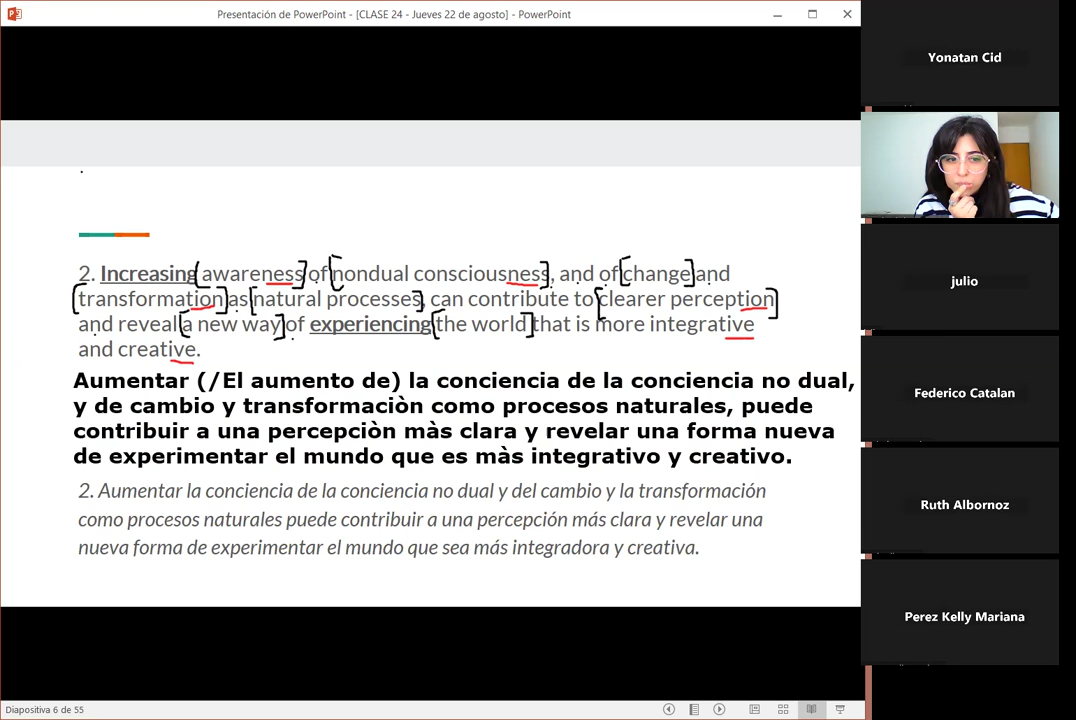 Presentación de PowerPoint - [CLASE 24 - Jueves 22 de agosto] - PowerPoint
Yonatan Cid
julio
Federico Catalan
Ruth Albornoz
Perez Kelly Mariana
2. Increasing awareness of nondual consciousness, and of change and
transformation as natural processes, can contribute to clearer perception
and reveal a new way of experiencing the world that is more integrative
and creative.
Aumentar (/El aumento de) la conciencia de la conciencia no dual,
y de cambio y transformaciòn como procesos naturales, puede
contribuir a una percepciòn màs clara y revelar una forma nueva
de experimentar el mundo que es màs integrativo y creativo.
2. Aumentar la conciencia de la conciencia no dual y del cambio y la transformación
como procesos naturales puede contribuir a una percepción más clara y revelar una
nueva forma de experimentar el mundo que sea más integradora y creativa.
Diapositiva 6 de 55